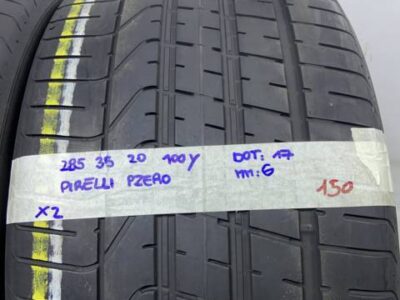 285 35 20 100Y DOT: 17
PIRELLI PZERO mm: 6
X2 150